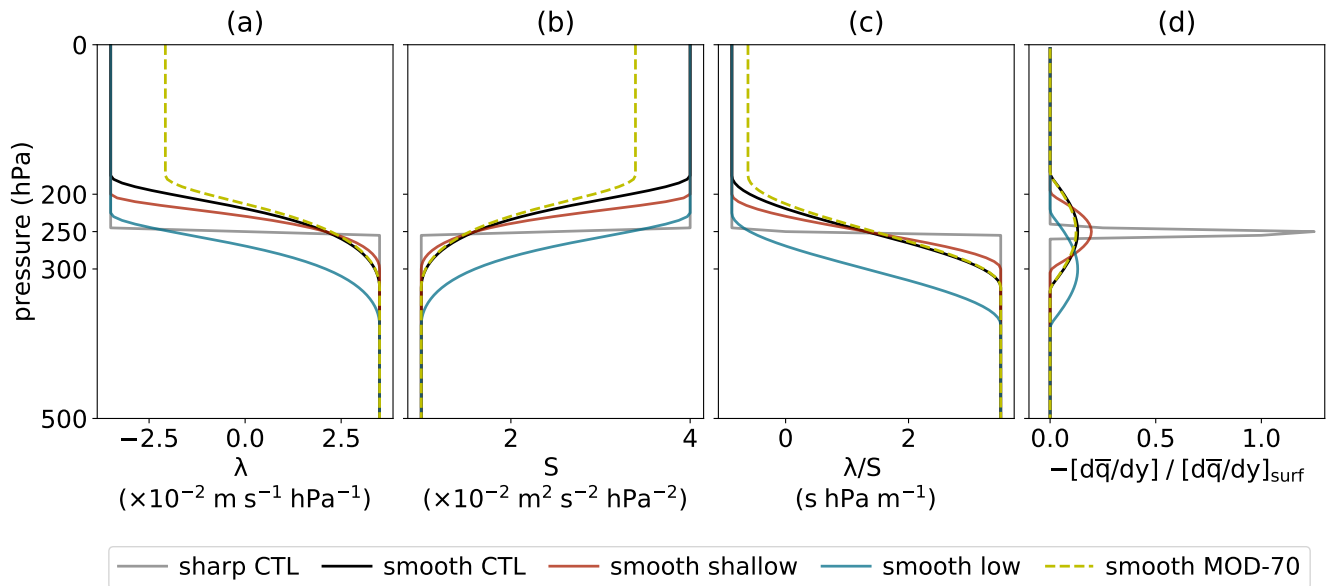 (a) (b) (c) (d)
pressure (hPa)
0
200
250
300
500
−2.5 0.0 2.5
λ
(×10⁻² m s⁻¹ hPa⁻¹)
2 4
S
(×10⁻² m² s⁻² hPa⁻²)
0 2
λ/S
(s hPa m⁻¹)
0.0 0.5 1.0
−[dq̅/dy] / [dq̅/dy]surf
sharp CTL smooth CTL smooth shallow smooth low smooth MOD-70